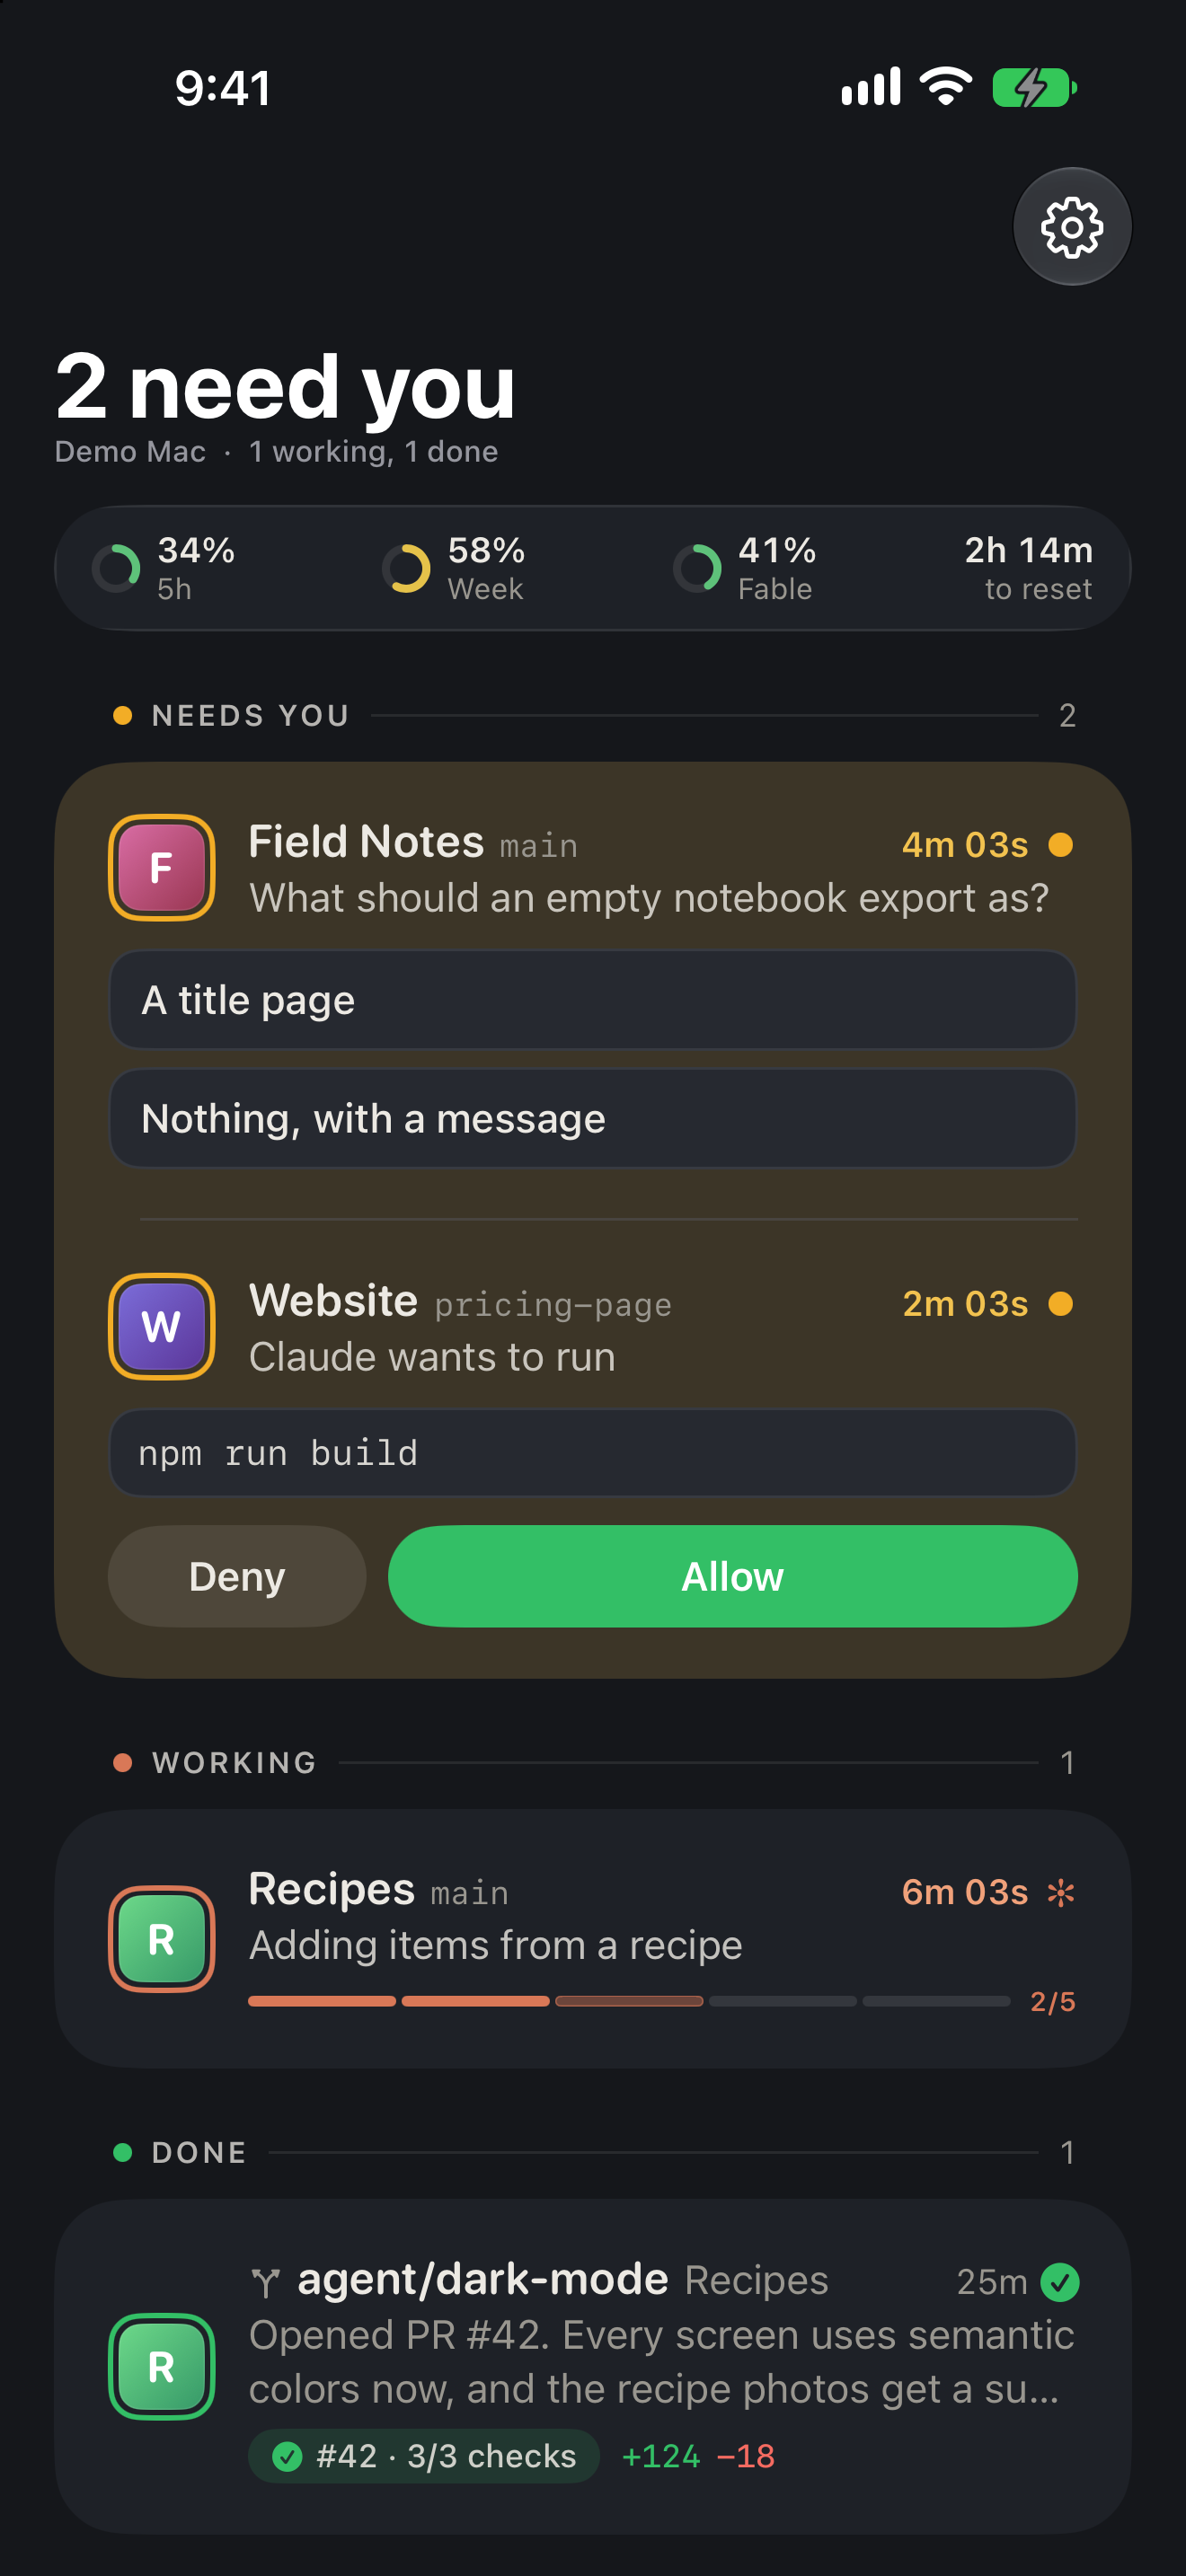 9:41
2 need you
Demo Mac · 1 working, 1 done
34% 58% 41% 2h 14m
5h Week Fable to reset
NEEDS YOU 2
F Field Notes main 4m 03s
What should an empty notebook export as?
A title page
Nothing, with a message
W Website pricing-page 2m 03s
Claude wants to run
npm run build
Deny Allow
WORKING 1
R Recipes main 6m 03s
Adding items from a recipe
2/5
DONE 1
agent/dark-mode Recipes 25m
R Opened PR #42. Every screen uses semantic
colors now, and the recipe photos get a su...
#42 · 3/3 checks +124 −18